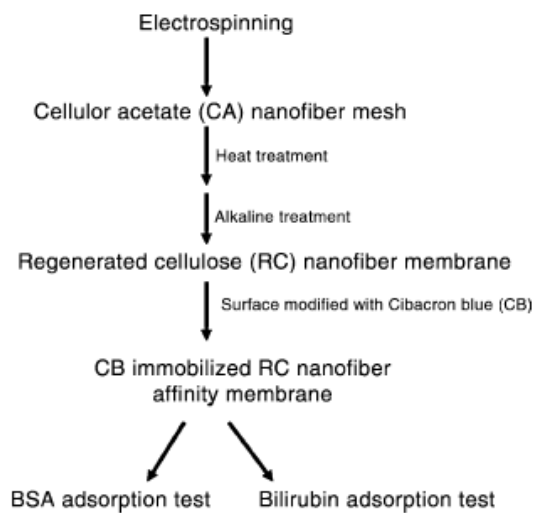 Electrospinning
Cellulor acetate (CA) nanofiber mesh
Heat treatment
Alkaline treatment
Regenerated cellulose (RC) nanofiber membrane
Surface modified with Cibacron blue (CB)
CB immobilized RC nanofiber
affinity membrane
BSA adsorption test
Bilirubin adsorption test